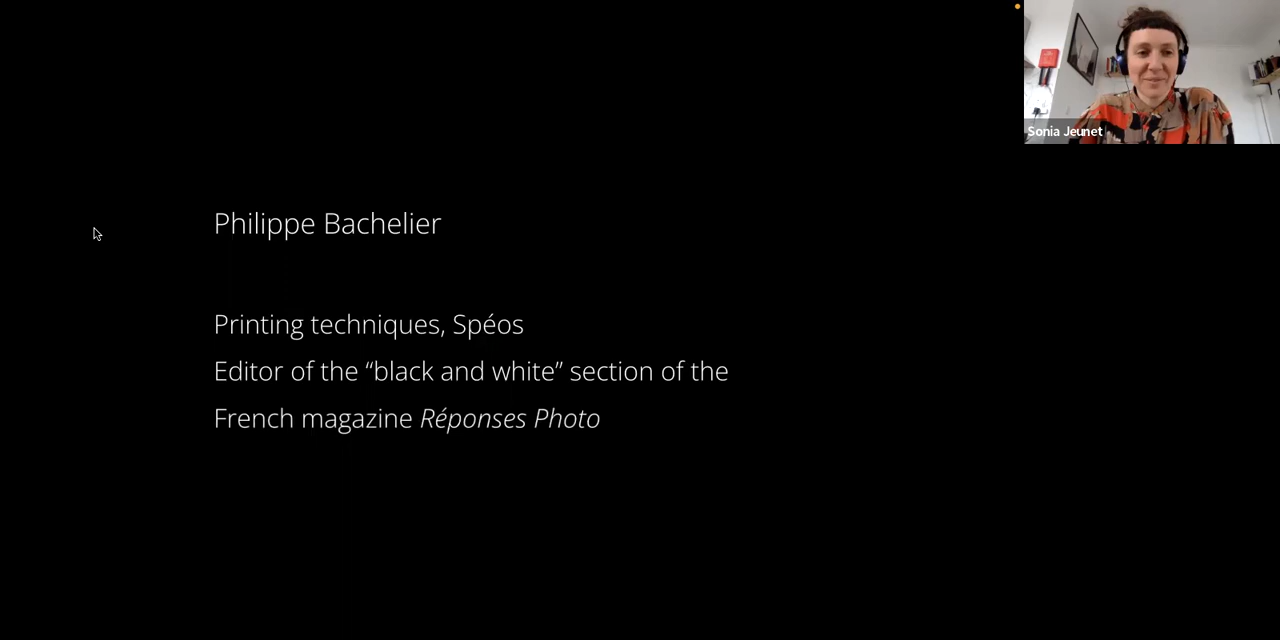 Sonia Jeunet
Philippe Bachelier
Printing techniques, Spéos
Editor of the “black and white” section of the
French magazine Réponses Photo